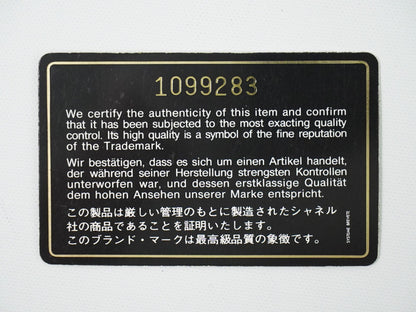 1099283
We certify the authenticity of this item and confirm
that it has been subjected to the most exacting quality
control. Its high quality is a symbol of the fine reputation
of the Trademark.
Wir bestätigen, dass es sich um einen Artikel handelt,
der während seiner Herstellung strengsten Kontrollen
unterworfen war, und dessen erstklassige Qualität
dem hohen Ansehen unserer Marke entspricht.
この製品は厳しい管理のもとに製造されたシャネル
社の商品であることを証明いたします。
このブランド・マークは最高級品質の象徴です。